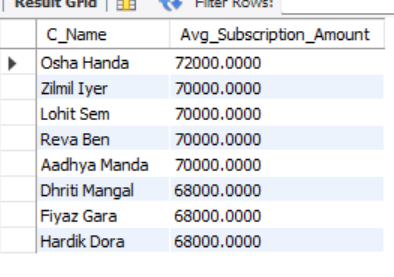 Result Grid Filter Rows:
C_Name Avg_Subscription_Amount
Osha Handa 72000.0000
Zilmil Iyer 70000.0000
Lohit Sem 70000.0000
Reva Ben 70000.0000
Aadhya Manda 70000.0000
Dhriti Mangal 68000.0000
Fiyaz Gara 68000.0000
Hardik Dora 68000.0000